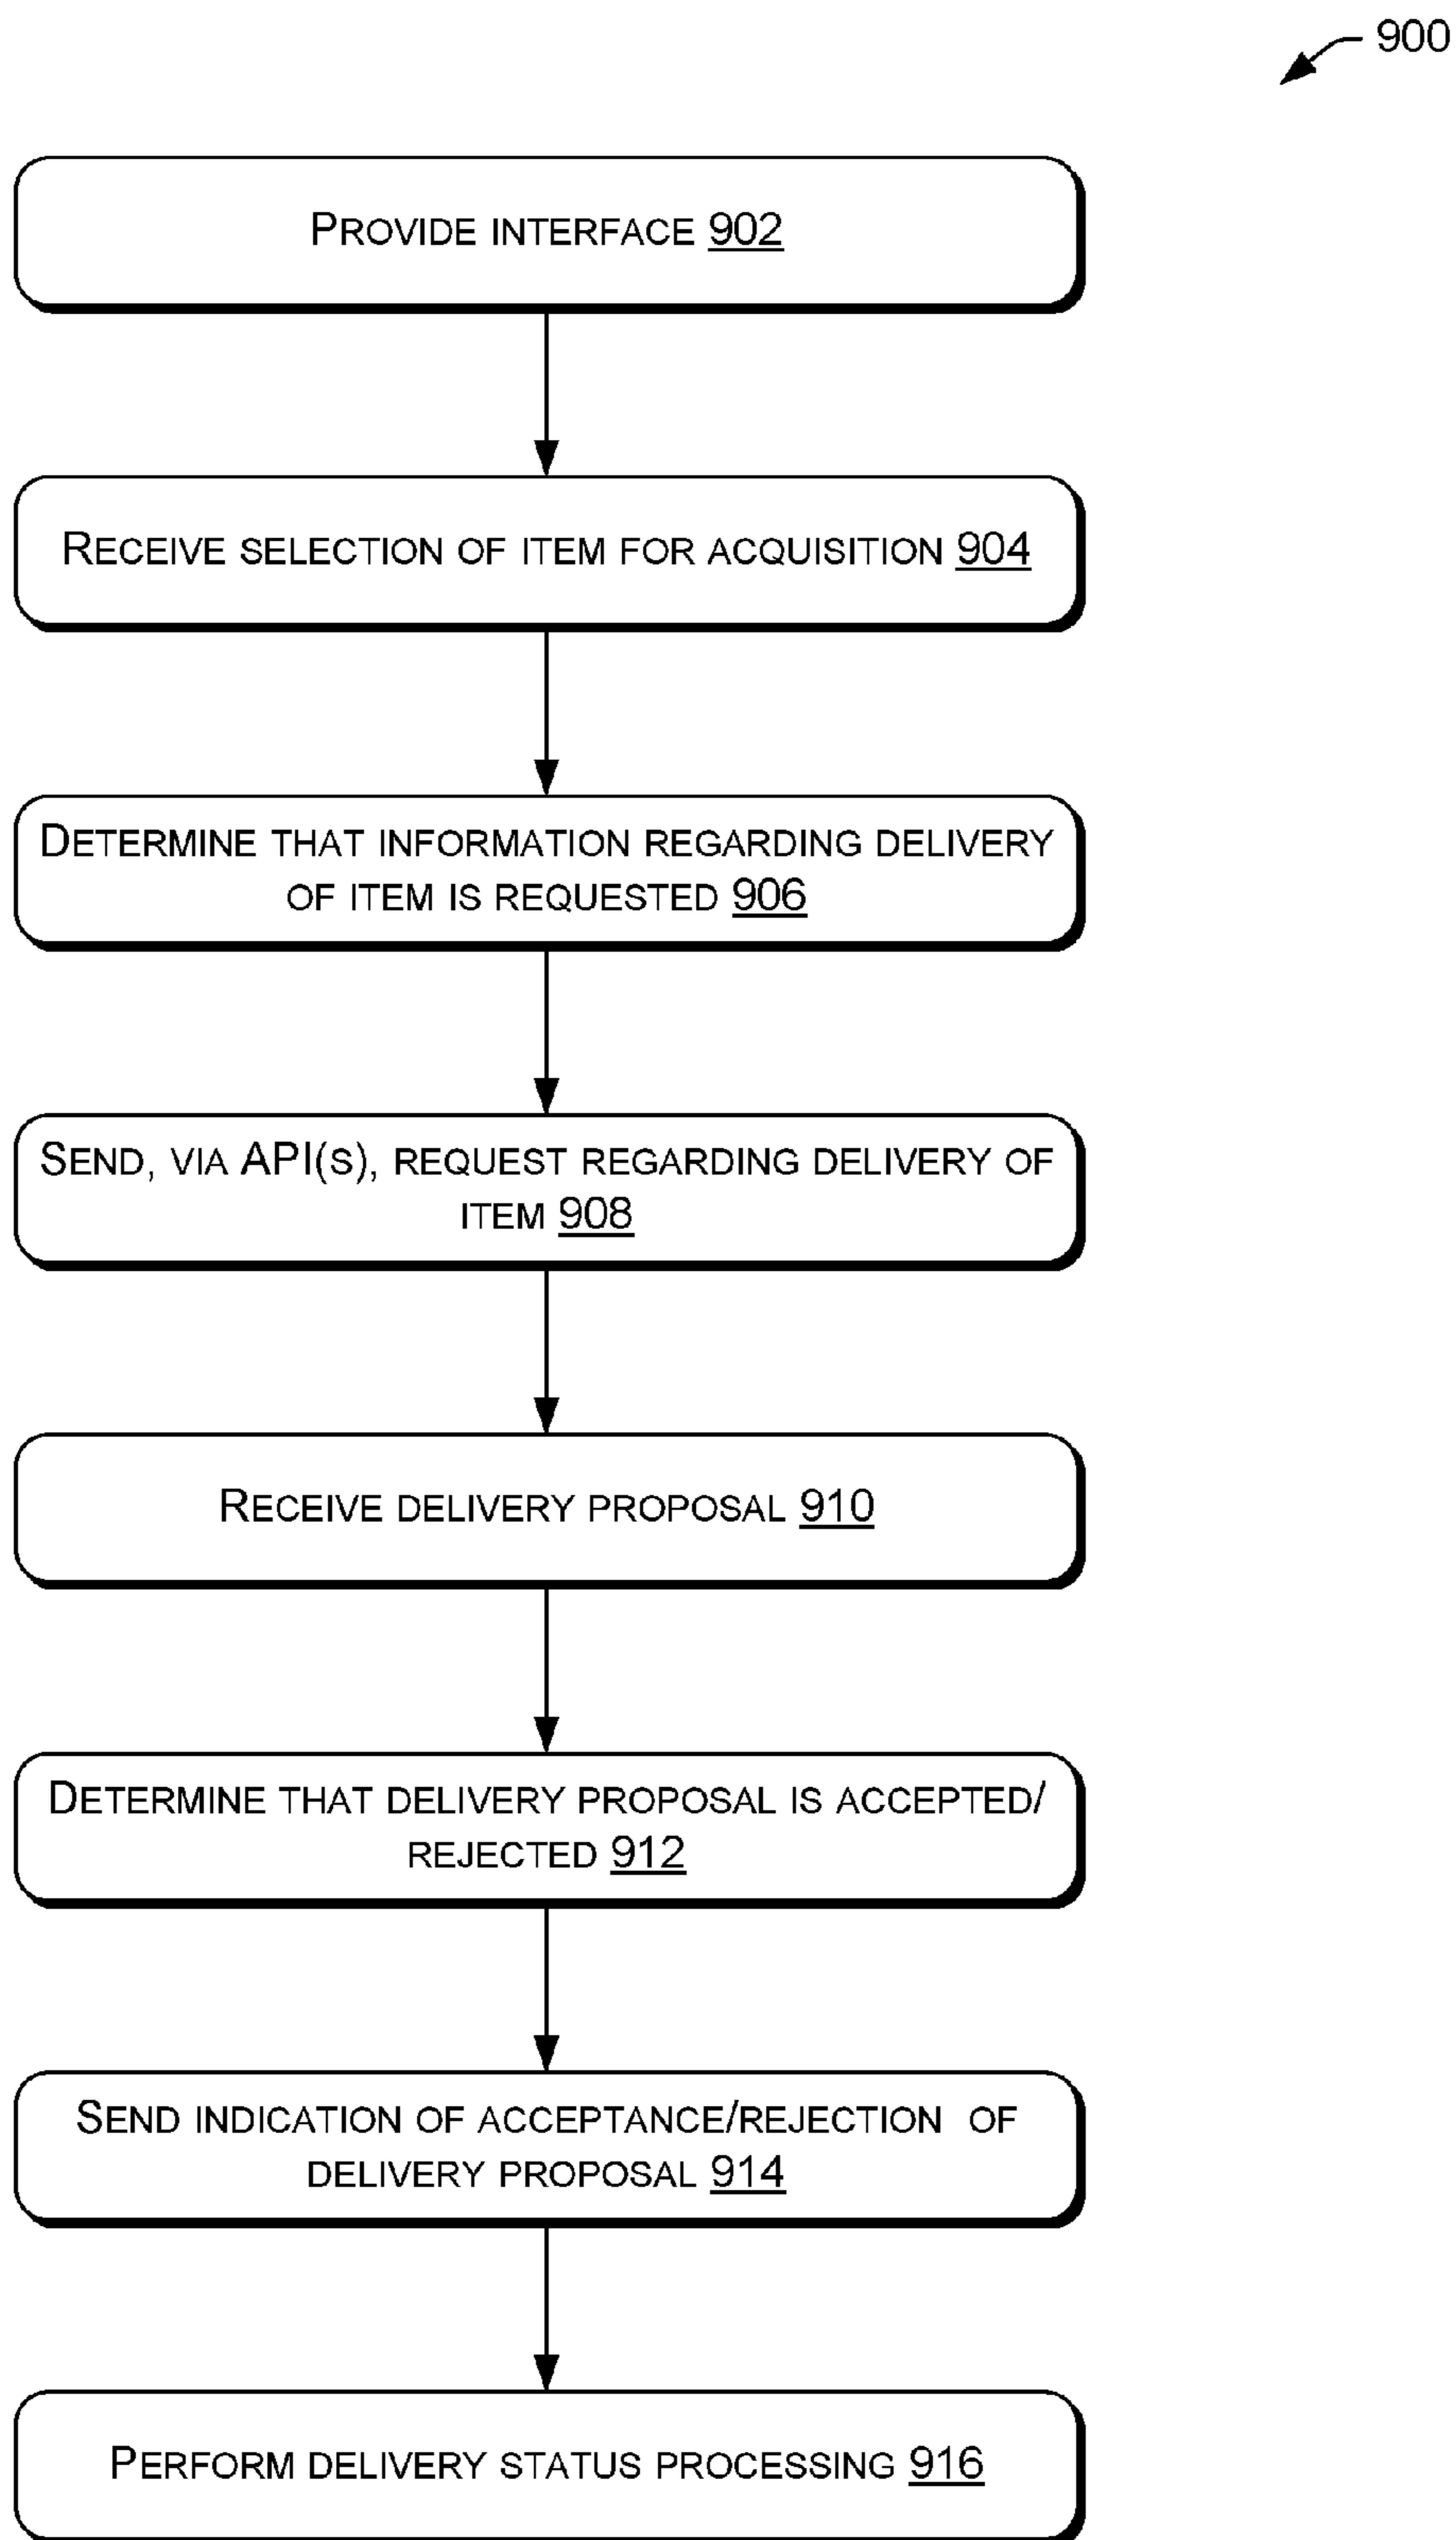 900
PROVIDE INTERFACE 902
RECEIVE SELECTION OF ITEM FOR ACQUISITION 904
DETERMINE THAT INFORMATION REGARDING DELIVERY
OF ITEM IS REQUESTED 906
SEND, VIA API(S), REQUEST REGARDING DELIVERY OF
ITEM 908
RECEIVE DELIVERY PROPOSAL 910
DETERMINE THAT DELIVERY PROPOSAL IS ACCEPTED/
REJECTED 912
SEND INDICATION OF ACCEPTANCE/REJECTION OF
DELIVERY PROPOSAL 914
PERFORM DELIVERY STATUS PROCESSING 916